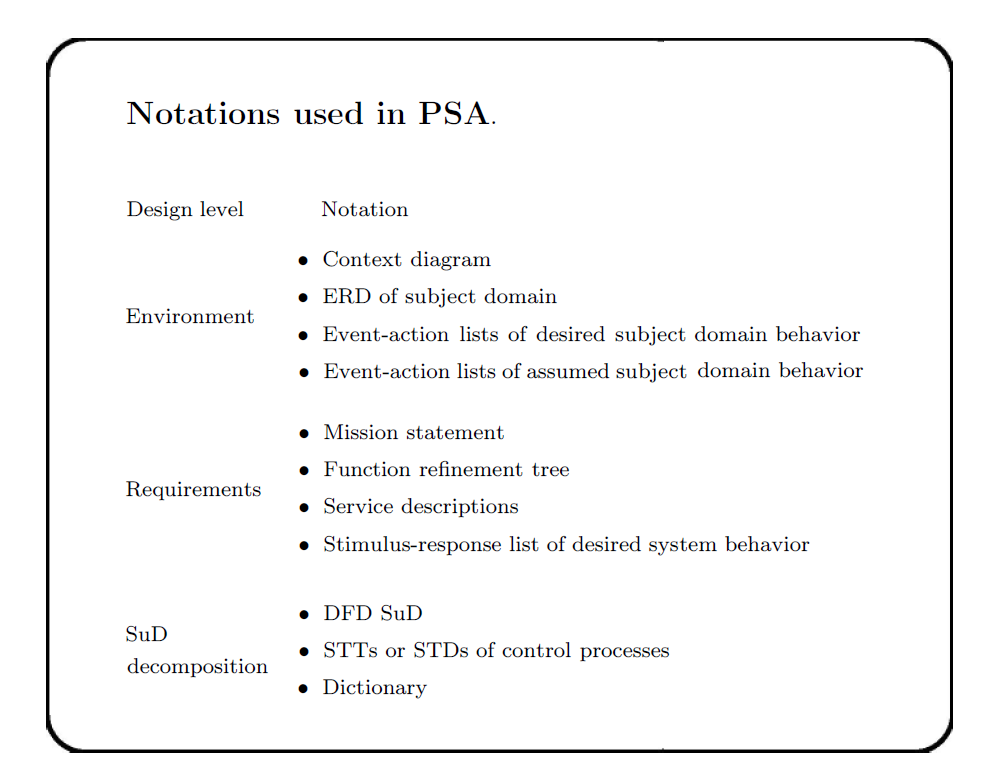 Notations used in PSA.
Design level Notation
Environment
• Context diagram
• ERD of subject domain
• Event-action lists of desired subject domain behavior
• Event-action lists of assumed subject domain behavior
Requirements
• Mission statement
• Function refinement tree
• Service descriptions
• Stimulus-response list of desired system behavior
SuD
decomposition
• DFD SuD
• STTs or STDs of control processes
• Dictionary